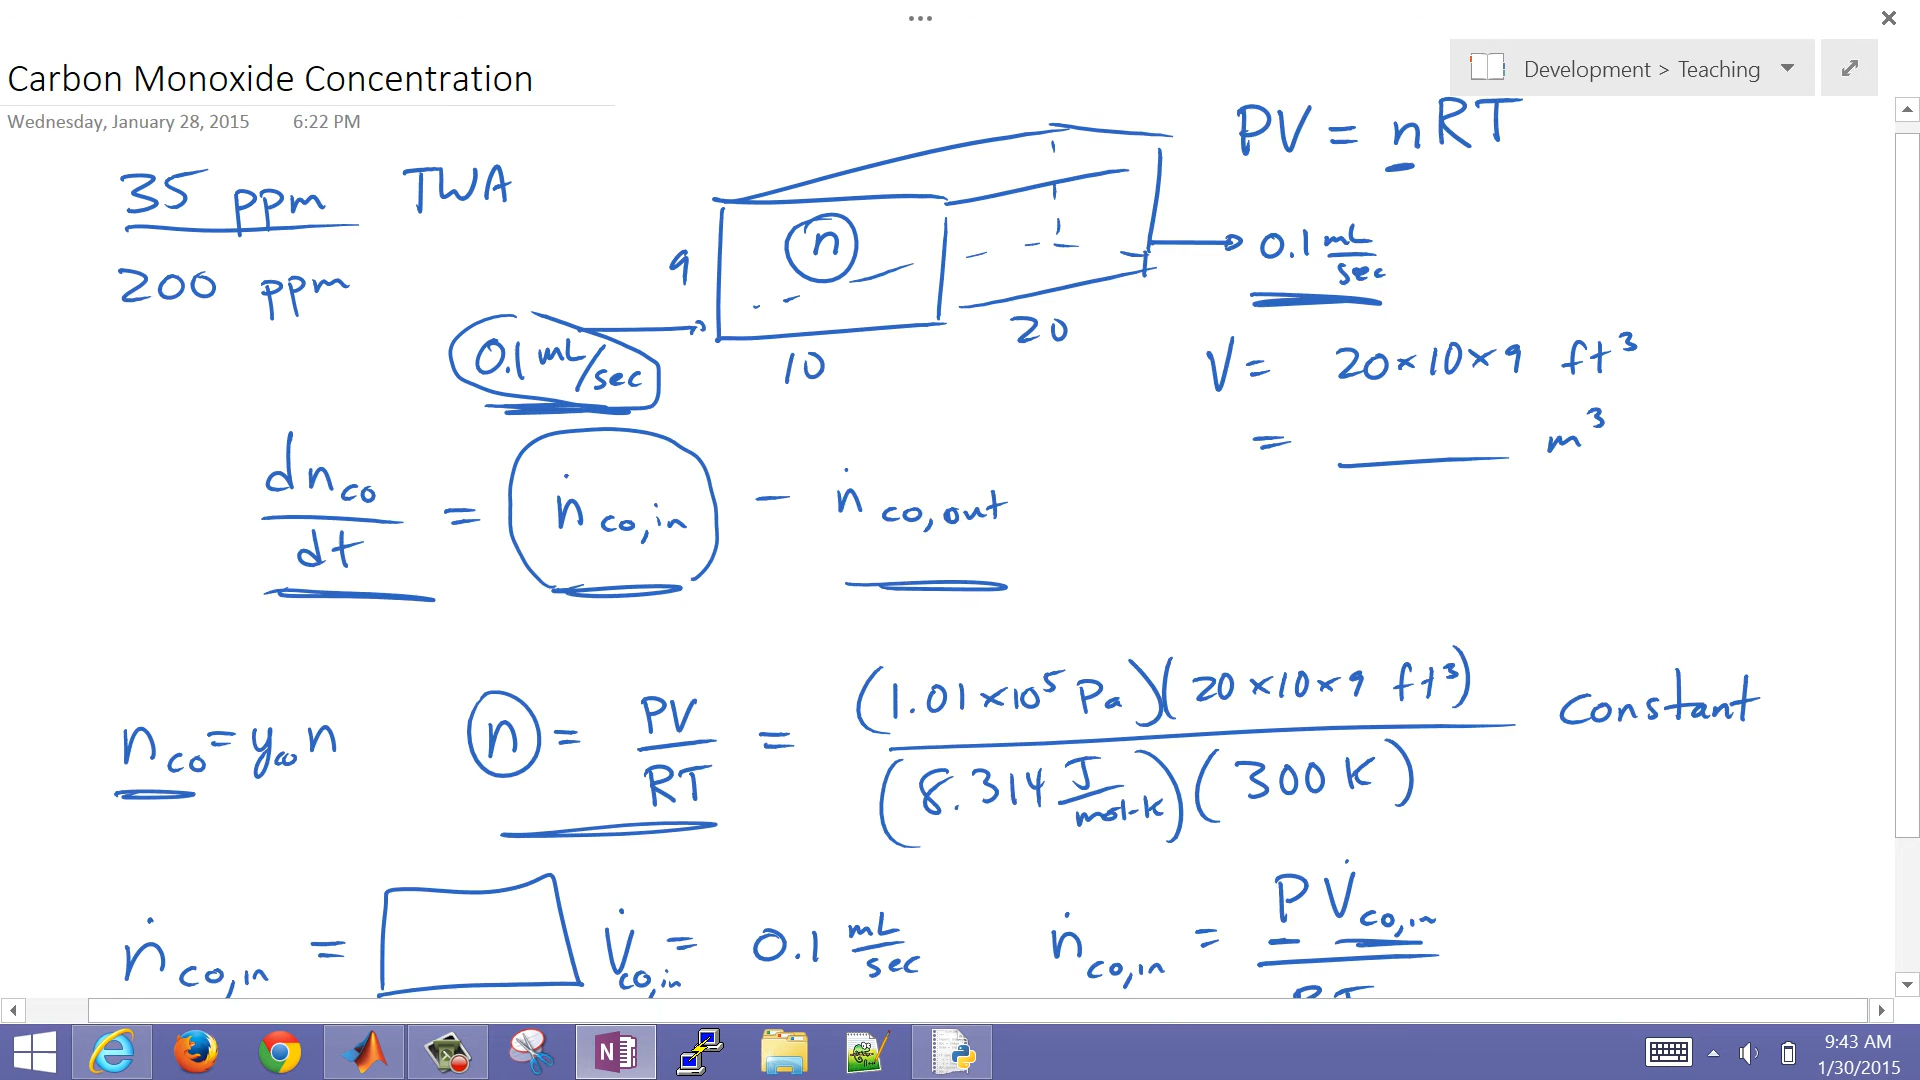 Carbon Monoxide Concentration
Development > Teaching
Wednesday, January 28, 2015 6:22 PM
PV = nRT
35 ppm TWA
200 ppm
n
9
10
20
0.1 mL/sec
0.1 mL/sec
V = 20×10×9 ft³
= ____ m³
dn_co/dt = ṅ_co,in - ṅ_co,out
n_co = y_co n
n = PV/RT = (1.01×10⁵ Pa)(20×10×9 ft³)/(8.314 J/mol-K)(300 K) constant
ṅ_co,in = V̇_co,in = 0.1 mL/sec
ṅ_co,in = P V̇_co,in/RT
N
9:43 AM
1/30/2015